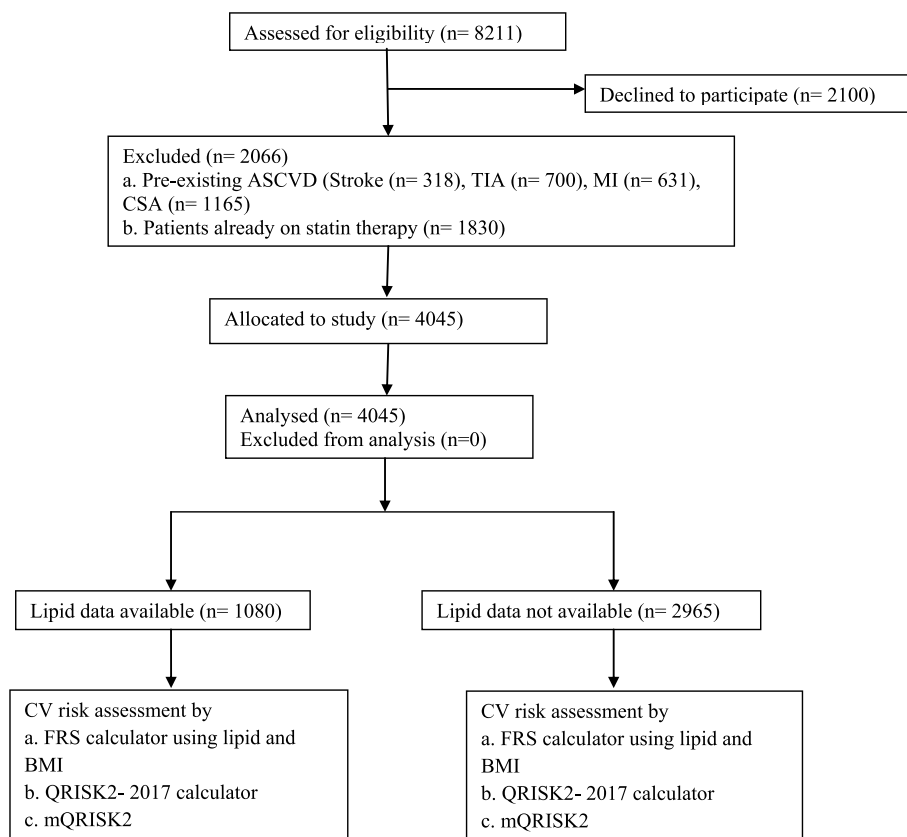 Assessed for eligibility (n= 8211)
Declined to participate (n= 2100)
Excluded (n= 2066)
a. Pre-existing ASCVD (Stroke (n= 318), TIA (n= 700), MI (n= 631),
CSA (n= 1165)
b. Patients already on statin therapy (n= 1830)
Allocated to study (n= 4045)
Analysed (n= 4045)
Excluded from analysis (n=0)
Lipid data available (n= 1080)
Lipid data not available (n= 2965)
CV risk assessment by
a. FRS calculator using lipid and
BMI
b. QRISK2- 2017 calculator
c. mQRISK2
CV risk assessment by
a. FRS calculator using lipid and
BMI
b. QRISK2- 2017 calculator
c. mQRISK2